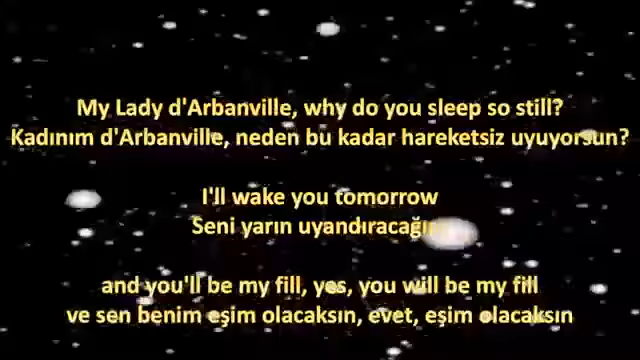 My Lady d'Arbanville, why do you sleep so still?
Kadınım d'Arbanville, neden bu kadar hareketsiz uyuyorsun?
I'll wake you tomorrow
Seni yarın
and you'll be my fill, yes, you will be my fill
ve sen benim eşim olacaksın, evet, eşim olacaksın